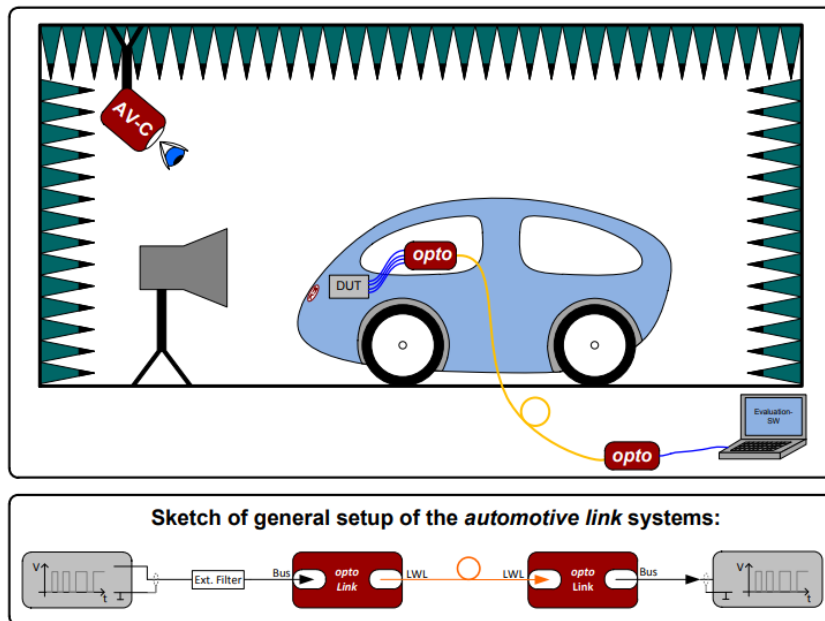 AV-C
opto
DUT
Evaluation-
SW
opto
Sketch of general setup of the automotive link systems:
V
t
Ext. Filter
Bus
opto
Link
LWL
LWL
opto
Link
Bus
V
t